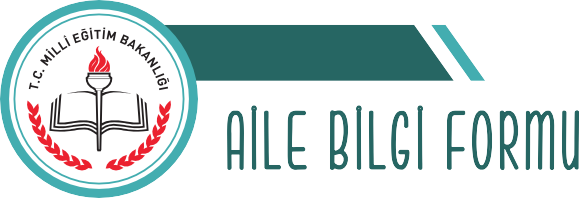 T.C. MİLLİ EĞİTİM BAKANLIĞI
AİLE BİLGİ FORMU